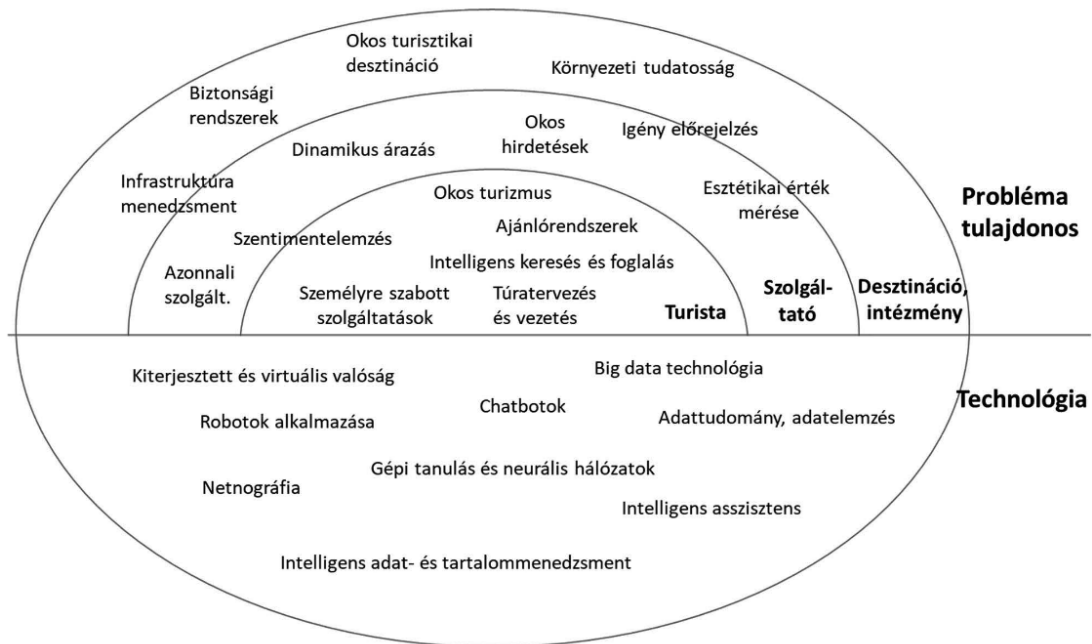 Okos turisztikai
desztináció
Környezeti tudatosság
Biztonsági
rendszerek
Okos
hirdetések
Igény előrejelzés
Dinamikus árazás
Infrastruktúra
menedzsment
Okos turizmus
Esztétikai érték
mérése
Probléma
tulajdonos
Szentimentelemzés
Ajánlórendszerek
Intelligens keresés és foglalás
Azonnali
szolgált.
Személyre szabott
szolgáltatások
Túratervezés
és vezetés
Turista
Szolgál-
tató
Desztináció,
intézmény
Kiterjesztett és virtuális valóság
Big data technológia
Technológia
Chatbotok
Robotok alkalmazása
Adattudomány, adatelemzés
Gépi tanulás és neurális hálózatok
Netnográfia
Intelligens asszisztens
Intelligens adat- és tartalommenedzsment